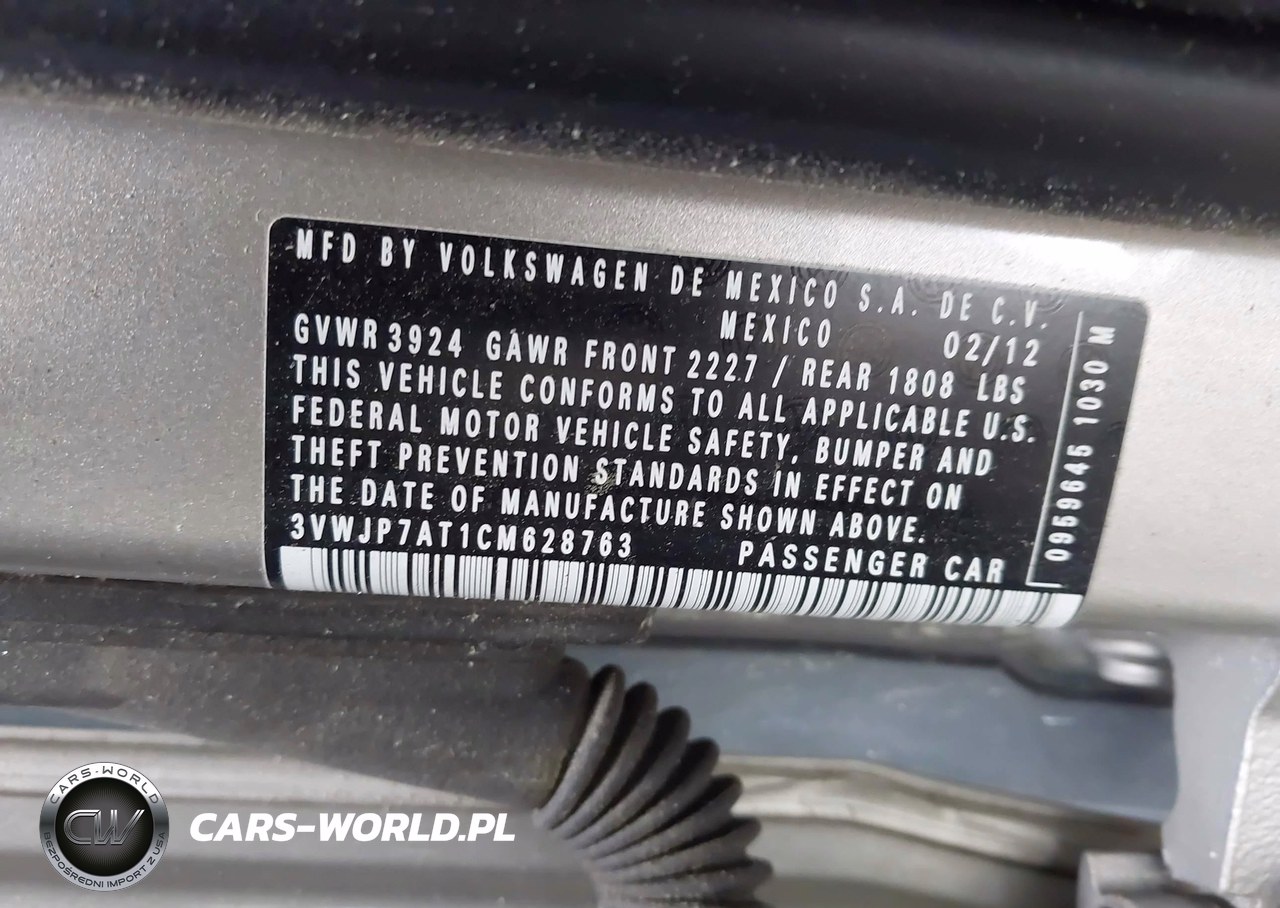 MFD BY VOLKSWAGEN DE MEXICO S.A. DE C.V.
MEXICO 02/12
GVWR 3924 GAWR FRONT 2227 / REAR 1808 LBS
THIS VEHICLE CONFORMS TO ALL APPLICABLE U.S.
FEDERAL MOTOR VEHICLE SAFETY, BUMPER AND
THEFT PREVENTION STANDARDS IN EFFECT ON
THE DATE OF MANUFACTURE SHOWN ABOVE.
3VWJP7AT1CM628763 PASSENGER CAR
0959645 1030 M
CARS-WORLD
CW
BEZPOŚREDNI IMPORT Z USA
CARS-WORLD.PL